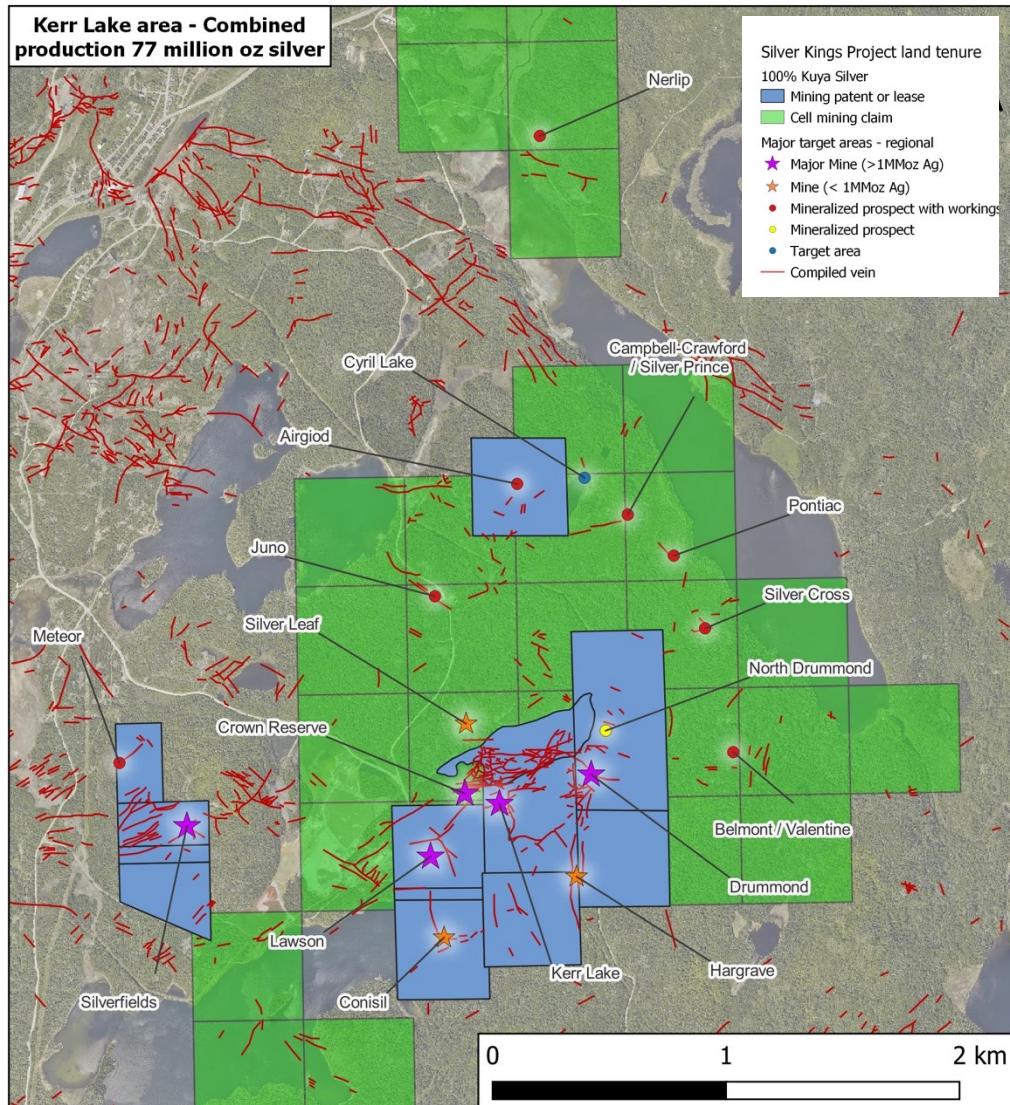 Kerr Lake area - Combined
production 77 million oz silver
Silver Kings Project land tenure
100% Kuya Silver
Mining patent or lease
Cell mining claim
Major target areas - regional
Major Mine (>1MMoz Ag)
Mine (< 1MMoz Ag)
Mineralized prospect with workings
Mineralized prospect
Target area
Compiled vein
Nerlip
Campbell-Crawford
/ Silver Prince
Cyril Lake
Airgiod
Pontiac
Juno
Silver Cross
Silver Leaf
Meteor
North Drummond
Crown Reserve
Belmont / Valentine
Drummond
Lawson
Kerr Lake
Hargrave
Silverfields
Conisil
0 1 2 km